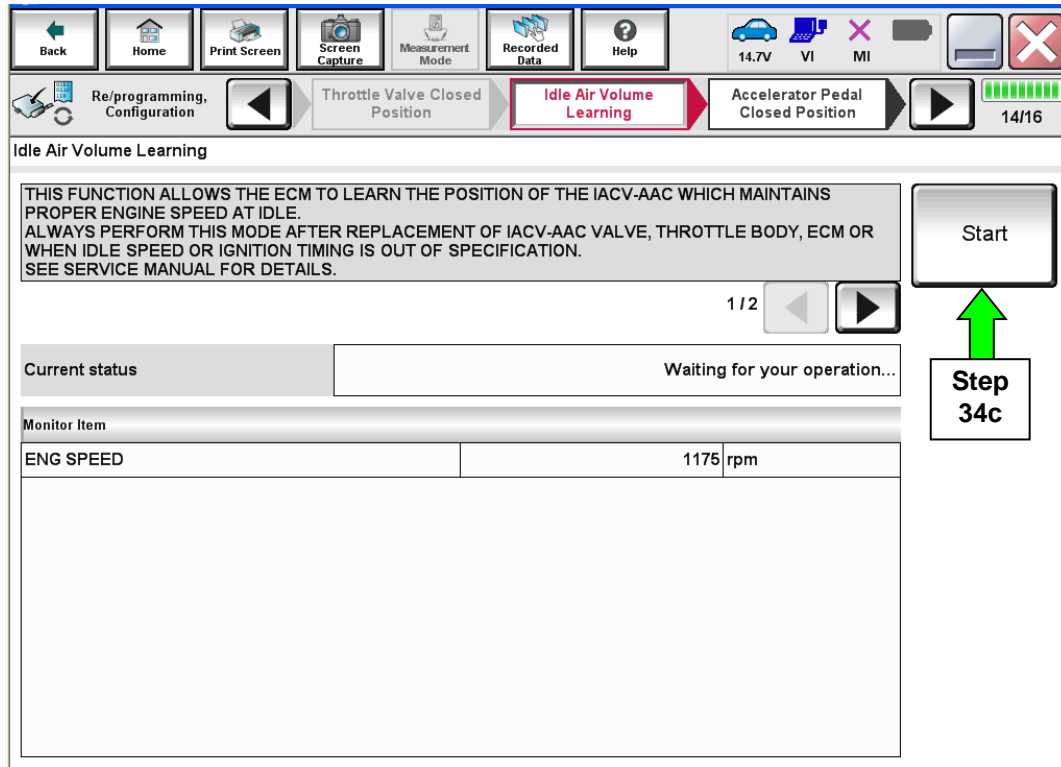 Back
Home
Print Screen
Screen
Capture
Measurement
Mode
Recorded
Data
Help
14.7V
VI
MI
Re/programming,
Configuration
Throttle Valve Closed
Position
Idle Air Volume
Learning
Accelerator Pedal
Closed Position
14/16
Idle Air Volume Learning
THIS FUNCTION ALLOWS THE ECM TO LEARN THE POSITION OF THE IACV-AAC WHICH MAINTAINS
PROPER ENGINE SPEED AT IDLE.
ALWAYS PERFORM THIS MODE AFTER REPLACEMENT OF IACV-AAC VALVE, THROTTLE BODY, ECM OR
WHEN IDLE SPEED OR IGNITION TIMING IS OUT OF SPECIFICATION.
SEE SERVICE MANUAL FOR DETAILS.
Start
1 / 2
Current status
Waiting for your operation...
Step
34c
Monitor Item
ENG SPEED 1175 rpm